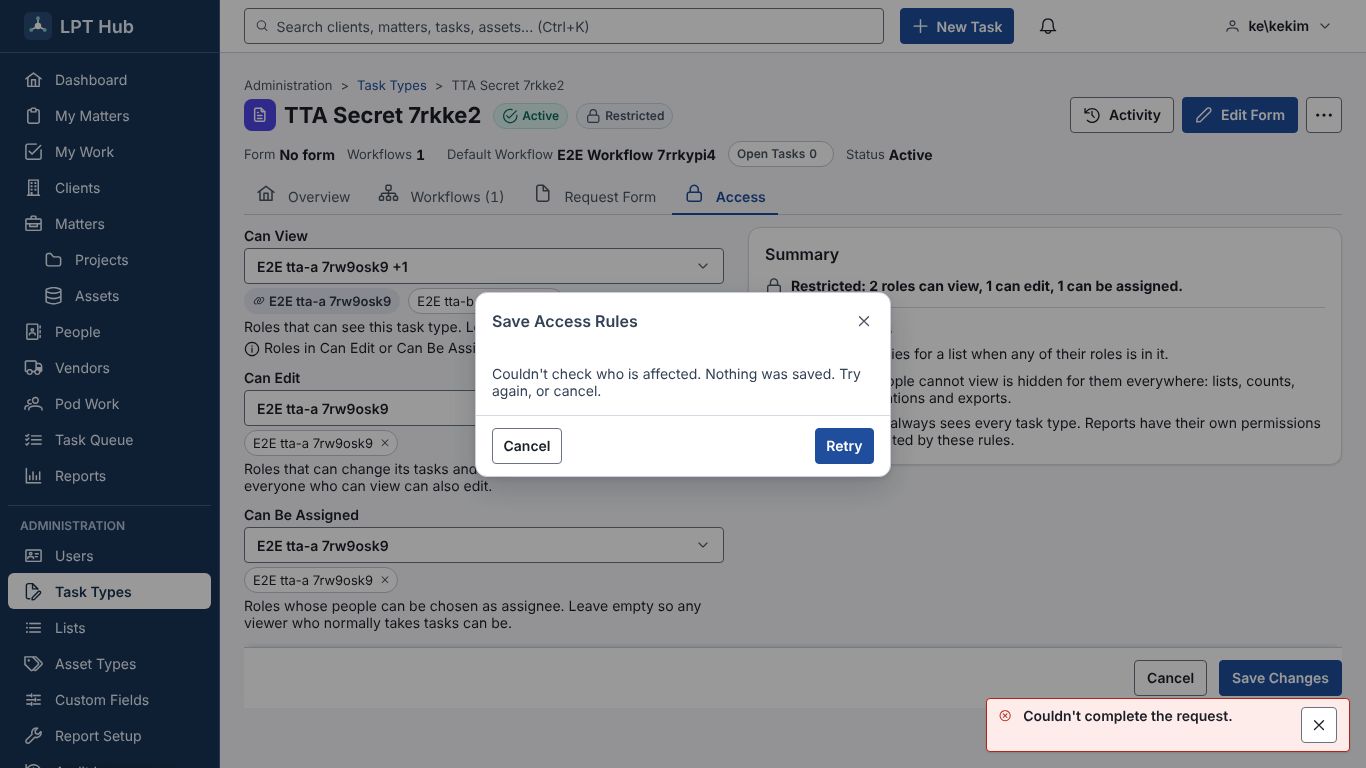 LPT Hub
Search clients, matters, tasks, assets... (Ctrl+K)
New Task
ke\kekim
Dashboard
My Matters
My Work
Clients
Matters
Projects
Assets
People
Vendors
Pod Work
Task Queue
Reports
ADMINISTRATION
Users
Task Types
Lists
Asset Types
Custom Fields
Report Setup
Administration > Task Types > TTA Secret 7rkke2
TTA Secret 7rkke2
Active
Restricted
Activity
Edit Form
Form No form Workflows 1 Default Workflow E2E Workflow 7rrkypi4 Open Tasks 0 Status Active
Overview
Workflows (1)
Request Form
Access
Can View
E2E tta-a 7rw9osk9 +1
E2E tta-a 7rw9osk9
E2E tta-b
Roles that can see this task type.
Roles in Can Edit or Can Be
Can Edit
E2E tta-a 7rw9osk9
E2E tta-a 7rw9osk9 ×
Roles that can change its tasks and
everyone who can view can also edit.
Can Be Assigned
E2E tta-a 7rw9osk9
E2E tta-a 7rw9osk9 ×
Roles whose people can be chosen as assignee. Leave empty so any
viewer who normally takes tasks can be.
Summary
Restricted: 2 roles can view, 1 can edit, 1 can be assigned.
for a list when any of their roles is in it.
cannot view is hidden for them everywhere: lists, counts,
and exports.
always sees every task type. Reports have their own permissions
by these rules.
Save Access Rules
Couldn't check who is affected. Nothing was saved. Try
again, or cancel.
Cancel
Retry
Cancel
Save Changes
Couldn't complete the request.